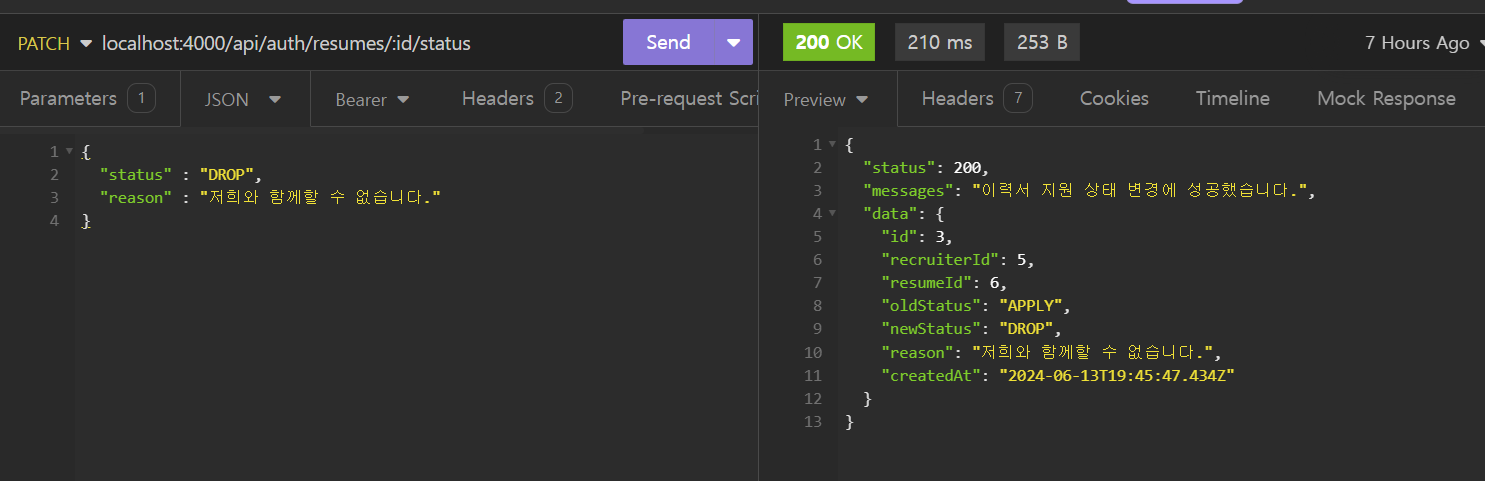 PATCH localhost:4000/api/auth/resumes/:id/status Send
200 OK 210 ms 253 B 7 Hours Ago
Parameters 1 JSON Bearer Headers 2 Pre-request Scri
Preview Headers 7 Cookies Timeline Mock Response
1 {
2 "status" : "DROP",
3 "reason" : "저희와 함께할 수 없습니다."
4 }
1 {
2 "status": 200,
3 "messages": "이력서 지원 상태 변경에 성공했습니다.",
4 "data": {
5 "id": 3,
6 "recruiterId": 5,
7 "resumeId": 6,
8 "oldStatus": "APPLY",
9 "newStatus": "DROP",
10 "reason": "저희와 함께할 수 없습니다.",
11 "createdAt": "2024-06-13T19:45:47.434Z"
12 }
13 }